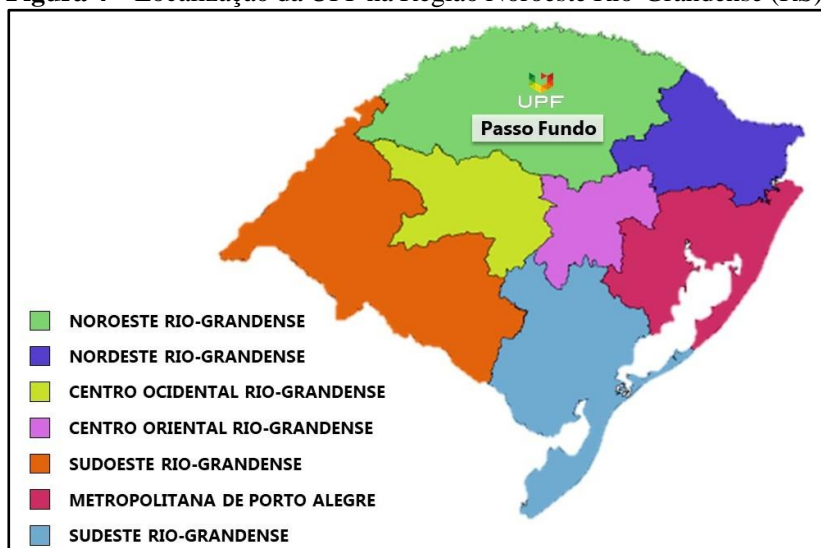 Figura 4 – Localização da UPF na Região Noroeste Rio-Grandense (RS)
UPF
Passo Fundo
NOROESTE RIO-GRANDENSE
NORDESTE RIO-GRANDENSE
CENTRO OCIDENTAL RIO-GRANDENSE
CENTRO ORIENTAL RIO-GRANDENSE
SUDOESTE RIO-GRANDENSE
METROPOLITANA DE PORTO ALEGRE
SUDESTE RIO-GRANDENSE